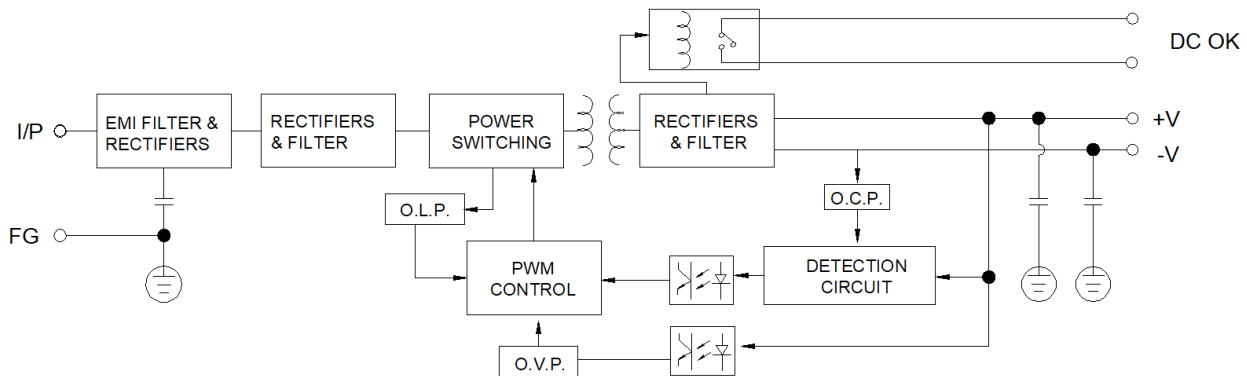 DC OK
I/P
EMI FILTER &
RECTIFIERS
RECTIFIERS
& FILTER
POWER
SWITCHING
RECTIFIERS
& FILTER
+V
-V
O.L.P.
O.C.P.
FG
PWM
CONTROL
DETECTION
CIRCUIT
O.V.P.